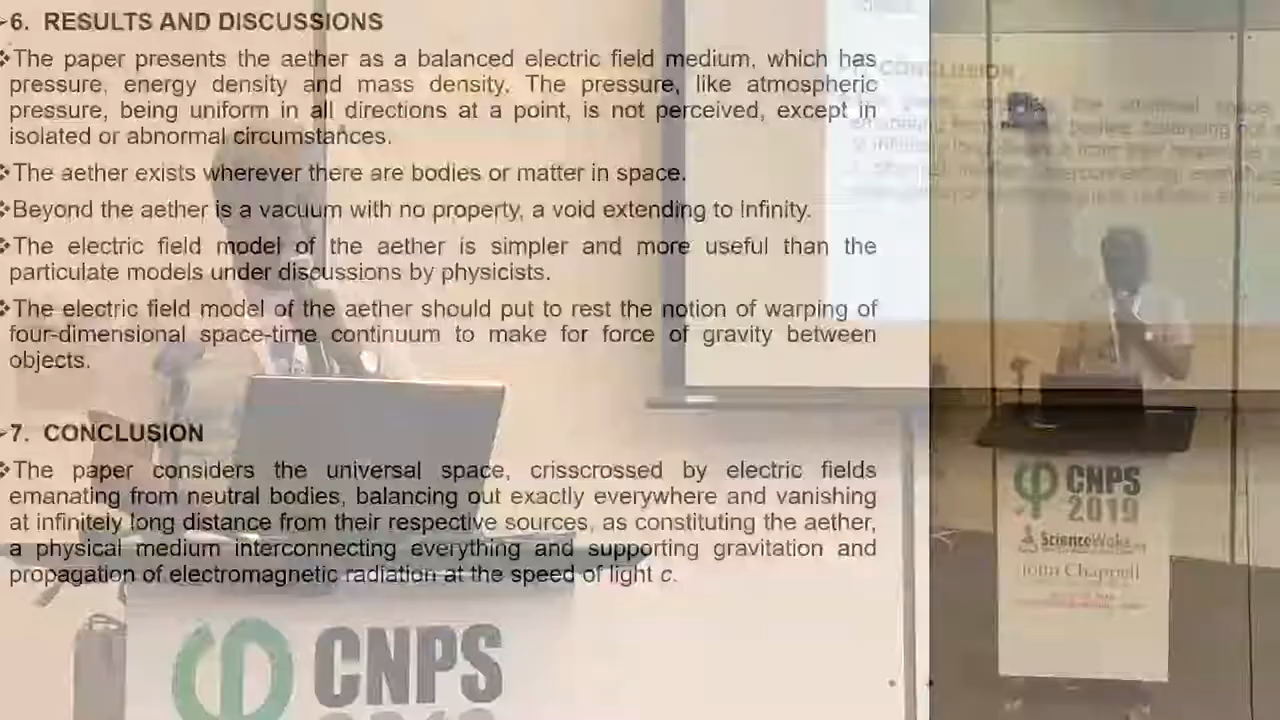 6. RESULTS AND DISCUSSIONS
The paper presents the aether as a balanced electric field medium, which has
pressure, energy density and mass density. The pressure, like atmospheric
pressure, being uniform in all directions at a point, is not perceived, except in
isolated or abnormal circumstances.
The aether exists wherever there are bodies or matter in space.
Beyond the aether is a vacuum with no property, a void extending to Infinity.
The electric field model of the aether is simpler and more useful than the
particulate models under discussions by physicists.
The electric field model of the aether should put to rest the notion of warping of
four-dimensional space-time continuum to make for force of gravity between
objects.
7. CONCLUSION
The paper considers the universal space, crisscrossed by electric fields
emanating from neutral bodies, balancing out exactly everywhere and vanishing
at infinitely long distance from their respective sources, as constituting the aether,
a physical medium interconnecting everything and supporting gravitation and
propagation of electromagnetic radiation at the speed of light c.
CNPS
2019
CONCLUSION
CNPS
2019
ScienceWoke
John Chappell